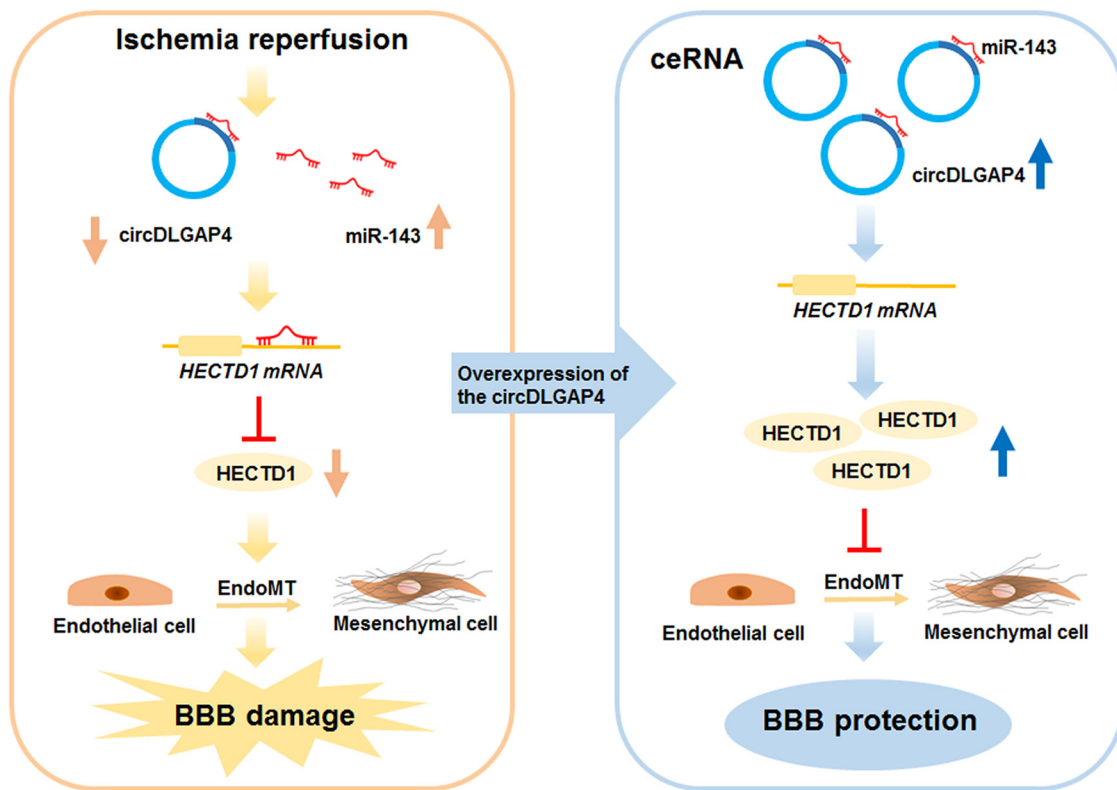 Ischemia reperfusion
circDLGAP4
miR-143
HECTD1 mRNA
HECTD1
EndoMT
Endothelial cell
Mesenchymal cell
BBB damage
Overexpression of
the circDLGAP4
ceRNA
miR-143
circDLGAP4
HECTD1 mRNA
HECTD1
HECTD1
HECTD1
EndoMT
Endothelial cell
Mesenchymal cell
BBB protection